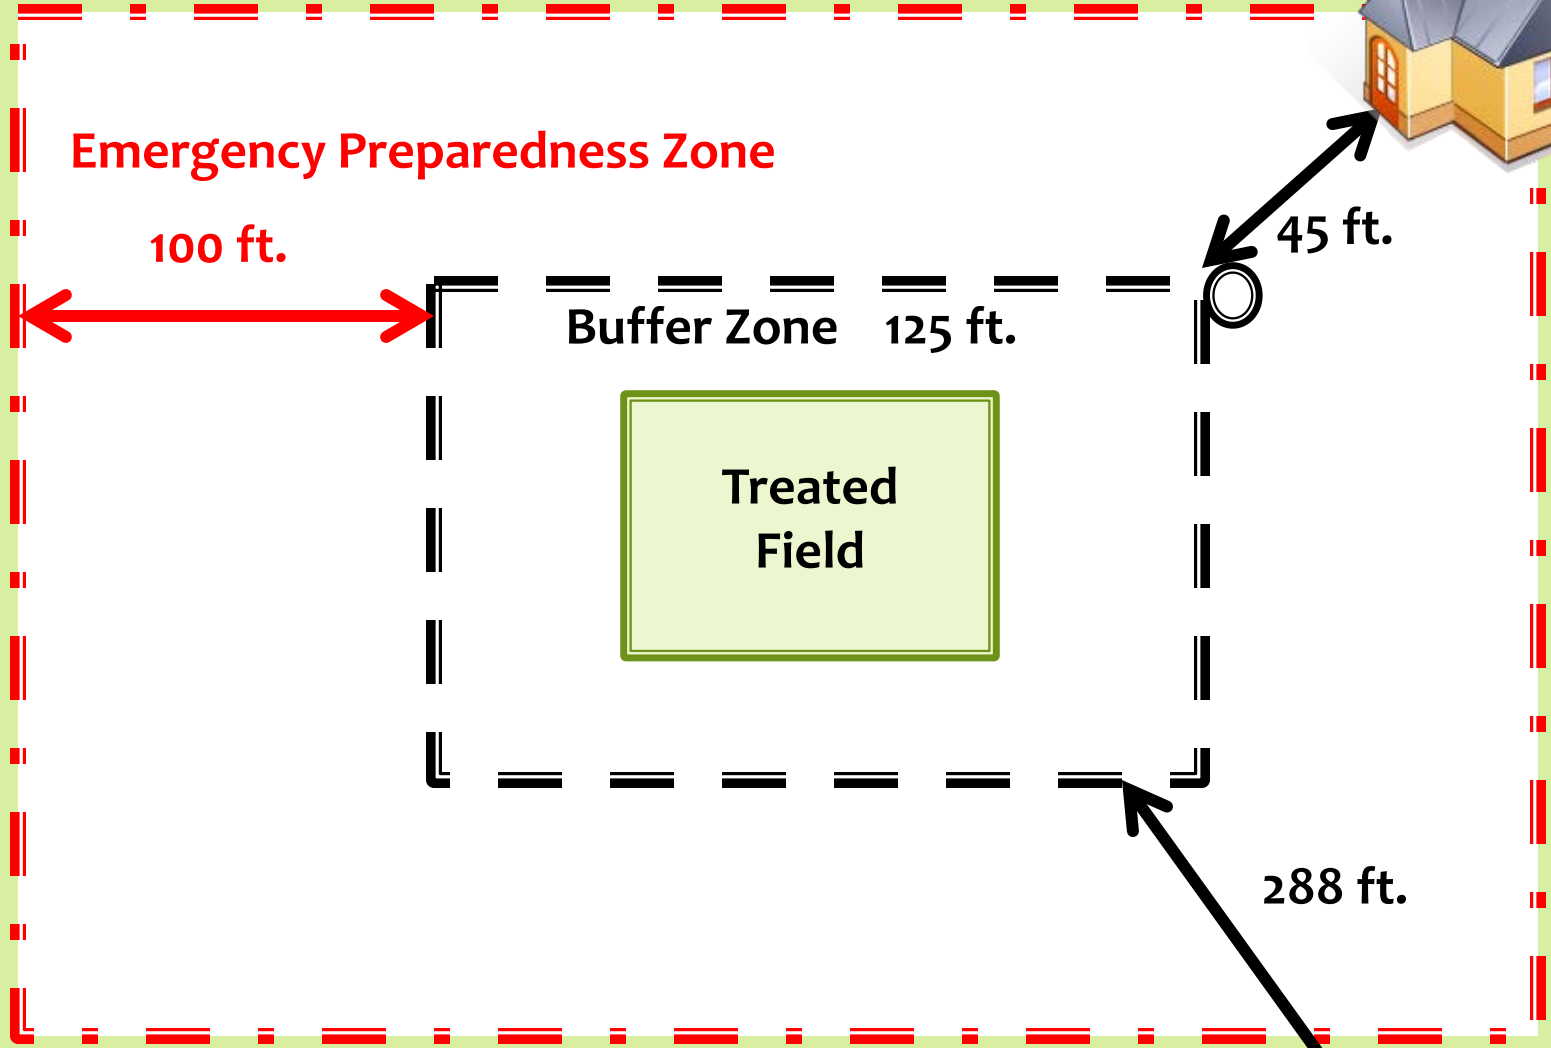 Emergency Preparedness Zone
100 ft.
45 ft.
Buffer Zone 125 ft.
Treated
Field
288 ft.